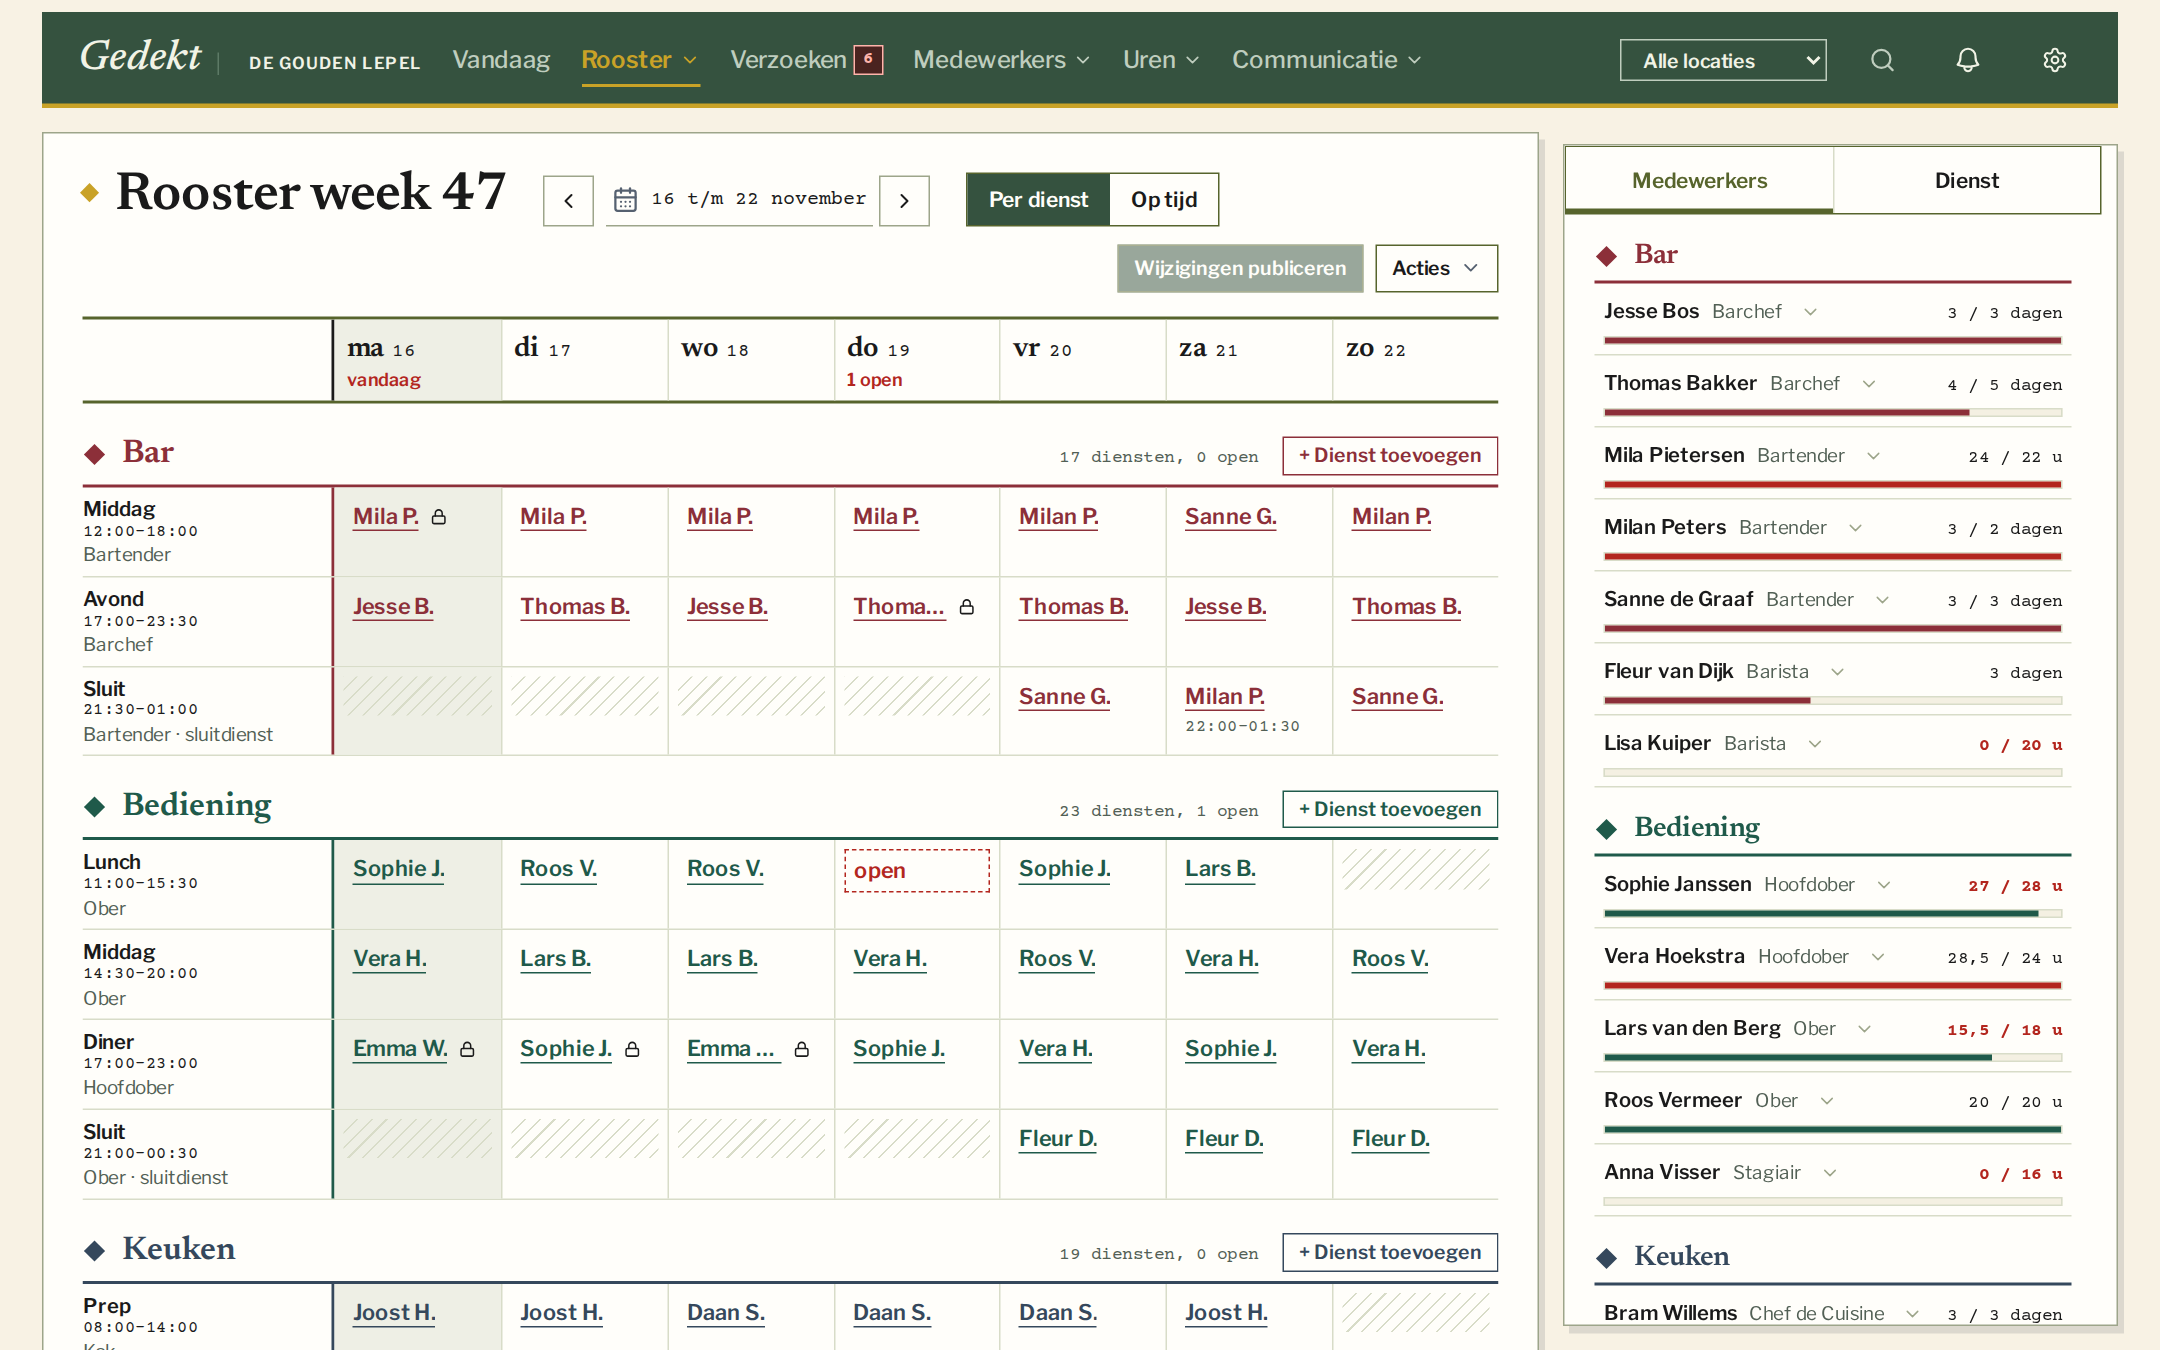 Gedekt
DE GOUDEN LEPEL
Vandaag
Rooster
Verzoeken 6
Medewerkers
Uren
Communicatie
Alle locaties
Rooster week 47
16 t/m 22 november
Per dienst
Op tijd
Wijzigingen publiceren
Acties
ma 16
vandaag
di 17
wo 18
do 19
1 open
vr 20
za 21
zo 22
Bar
17 diensten, 0 open
+ Dienst toevoegen
Middag
12:00-18:00
Bartender
Mila P.
Mila P.
Mila P.
Mila P.
Milan P.
Sanne G.
Milan P.
Avond
17:00-23:30
Barchef
Jesse B.
Thomas B.
Jesse B.
Thoma...
Thomas B.
Jesse B.
Thomas B.
Sluit
21:30-01:00
Bartender · sluitdienst
Sanne G.
Milan P.
22:00-01:30
Sanne G.
Bediening
23 diensten, 1 open
+ Dienst toevoegen
Lunch
11:00-15:30
Ober
Sophie J.
Roos V.
Roos V.
open
Sophie J.
Lars B.
Middag
14:30-20:00
Ober
Vera H.
Lars B.
Lars B.
Vera H.
Roos V.
Vera H.
Roos V.
Diner
17:00-23:00
Hoofdober
Emma W.
Sophie J.
Emma ...
Sophie J.
Vera H.
Sophie J.
Vera H.
Sluit
21:00-00:30
Ober · sluitdienst
Fleur D.
Fleur D.
Fleur D.
Keuken
19 diensten, 0 open
+ Dienst toevoegen
Prep
08:00-14:00
Joost H.
Joost H.
Daan S.
Daan S.
Daan S.
Joost H.
Medewerkers
Dienst
Bar
Jesse Bos Barchef 3 / 3 dagen
Thomas Bakker Barchef 4 / 5 dagen
Mila Pietersen Bartender 24 / 22 u
Milan Peters Bartender 3 / 2 dagen
Sanne de Graaf Bartender 3 / 3 dagen
Fleur van Dijk Barista 3 dagen
Lisa Kuiper Barista 0 / 20 u
Bediening
Sophie Janssen Hoofdober 27 / 28 u
Vera Hoekstra Hoofdober 28,5 / 24 u
Lars van den Berg Ober 15,5 / 18 u
Roos Vermeer Ober 20 / 20 u
Anna Visser Stagiair 0 / 16 u
Keuken
Bram Willems Chef de Cuisine 3 / 3 dagen